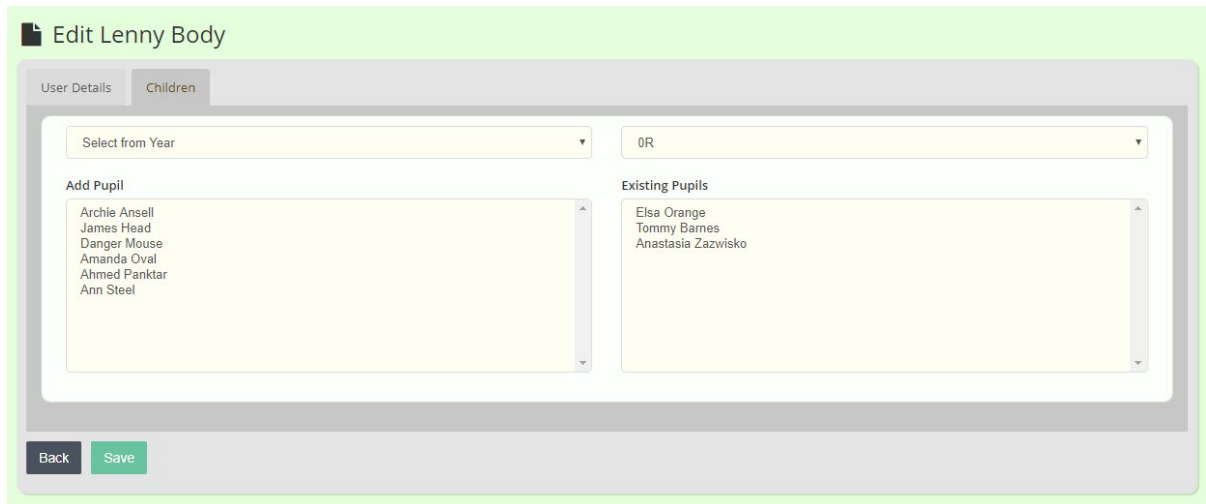 Edit Lenny Body
User Details
Children
Select from Year
0R
Add Pupil
Archie Ansell
James Head
Danger Mouse
Amanda Oval
Ahmed Panktar
Ann Steel
Existing Pupils
Elsa Orange
Tommy Barnes
Anastasia Zazwisko
Back
Save